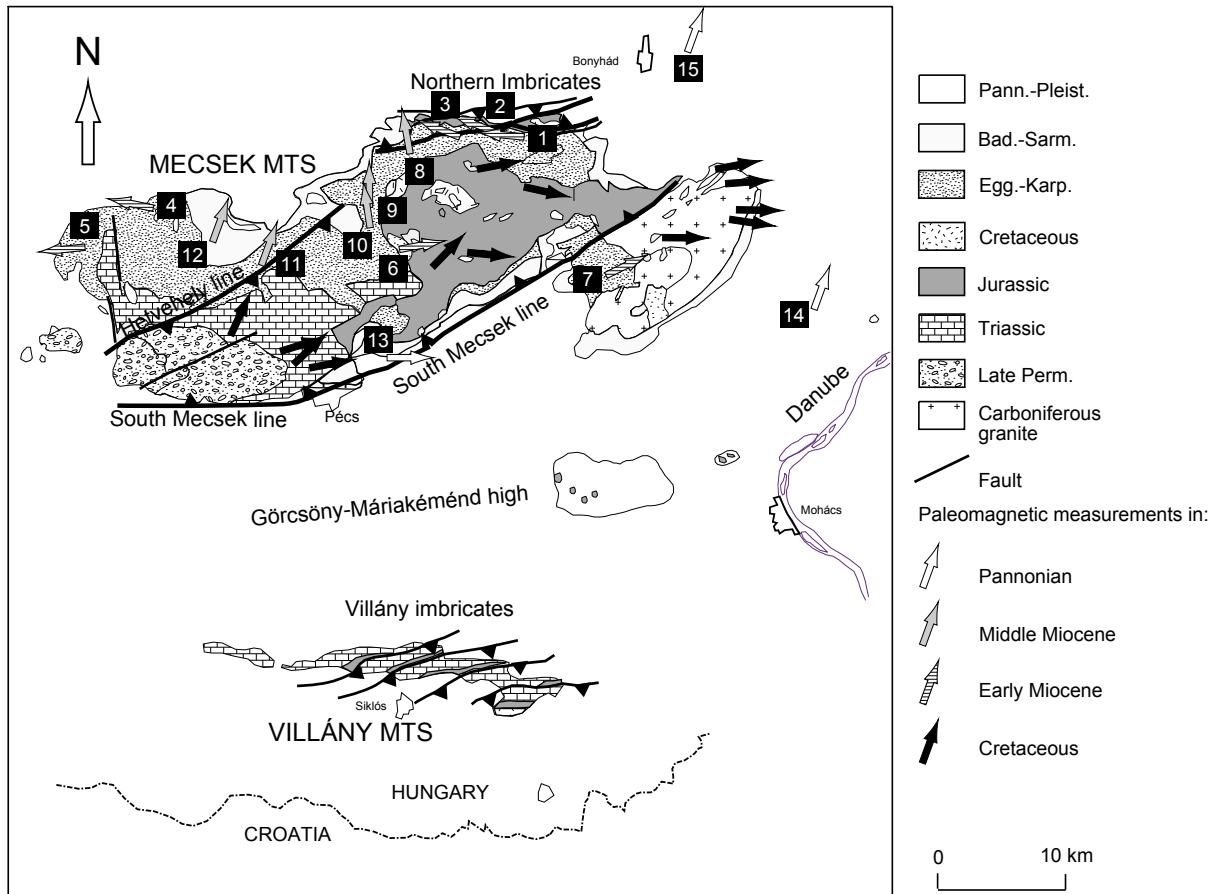 N
Bonyhád
15
Northern Imbricates
3
2
1
MECSEK MTS
8
4
9
5
12
10
11
6
7
Hetvehely line
14
13
South Mecsek line
South Mecsek line
Pécs
Danube
Görcsöny-Máriakéménd high
Mohács
Villány imbricates
Siklós
VILLÁNY MTS
HUNGARY
CROATIA
Pann.-Pleist.
Bad.-Sarm.
Egg.-Karp.
Cretaceous
Jurassic
Triassic
Late Perm.
Carboniferous
granite
Fault
Paleomagnetic measurements in:
Pannonian
Middle Miocene
Early Miocene
Cretaceous
0 10 km